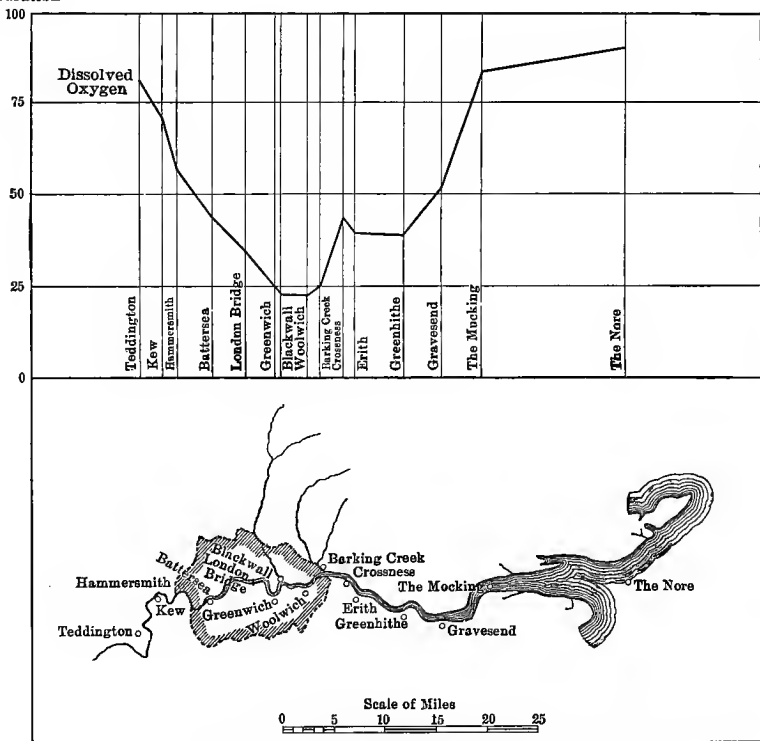 100
Dissolved
Oxygen
75
50
25
0
Teddington
Kew
Hammersmith
Battersea
London Bridge
Greenwich
Blackwall
Woolwich
Barking Creek
Crossness
Erith
Greenhithe
Gravesend
The Mucking
The Nore
Barking Creek
Crossness
Blackwall
London
Bridge
Battersea
Hammersmith
Kew
Greenwich
Woolwich
The Mucking
The Nore
Erith
Greenhithe
Gravesend
Teddington
Scale of Miles
0 5 10 15 20 25